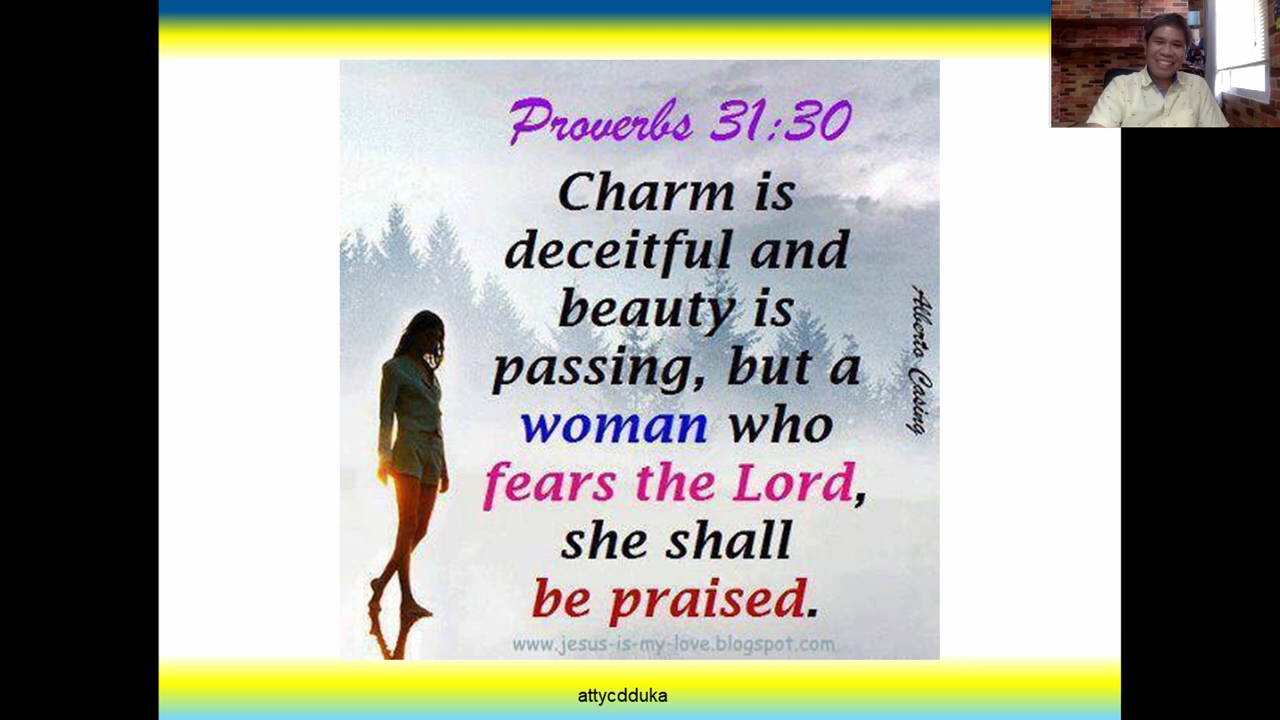 Proverbs 31:30
Charm is
deceitful and
beauty is
passing, but a
woman who
fears the Lord,
she shall
be praised.
Alberto Casing
www.jesus-is-my-love.blogspot.com
attycdduka